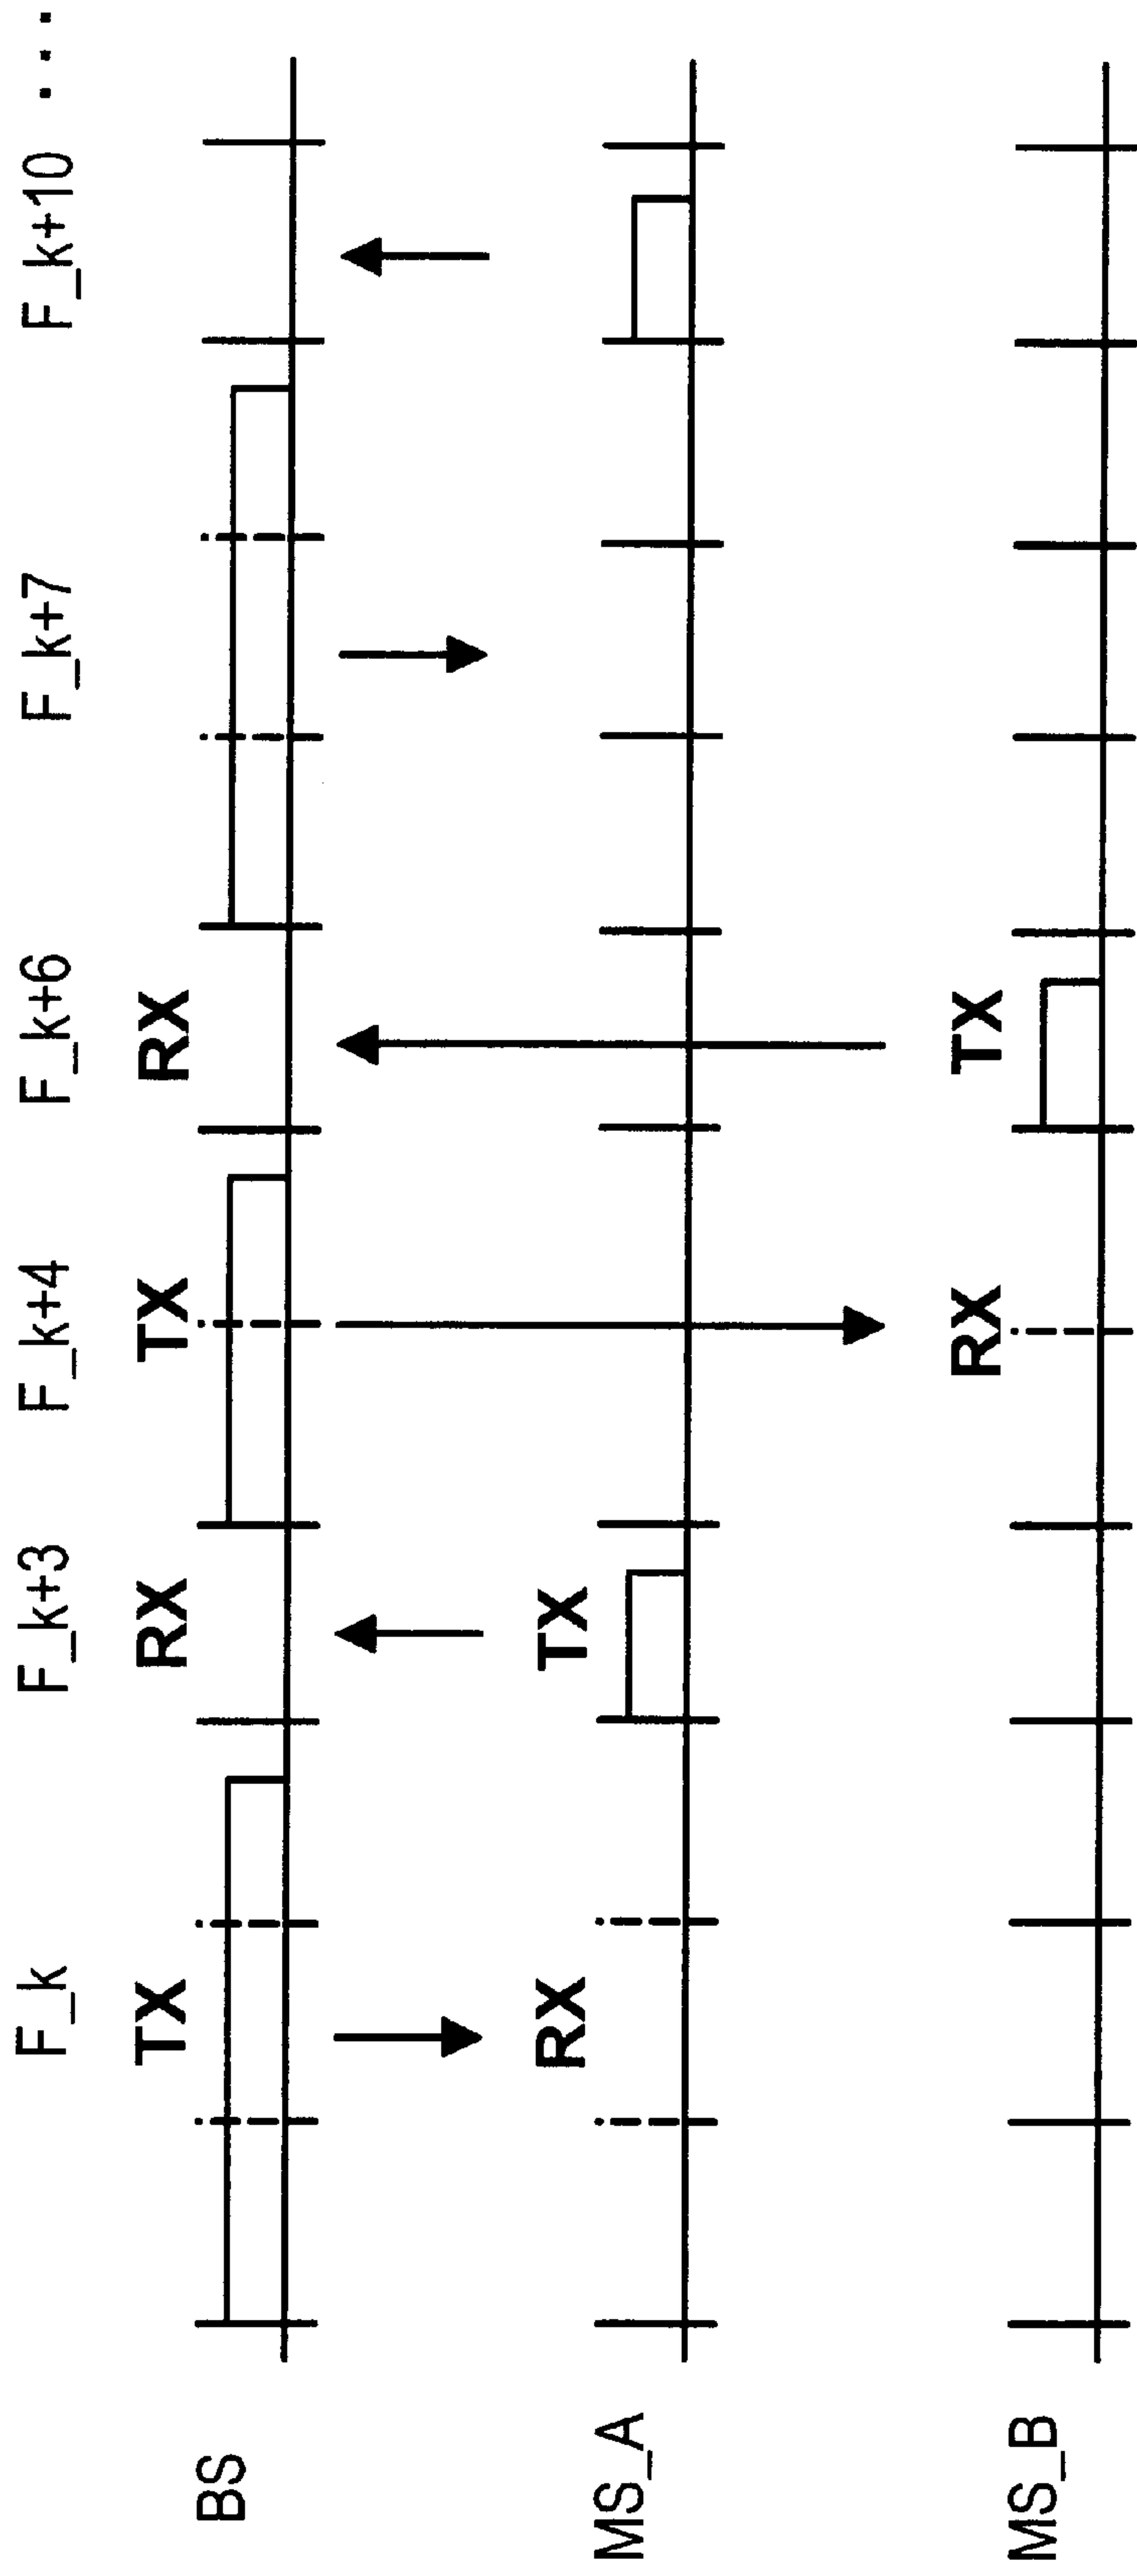 F_k F_k+3 F_k+4 F_k+6 F_k+7 F_k+10 ...
TX RX TX RX
BS
RX TX
MS_A
RX TX
MS_B